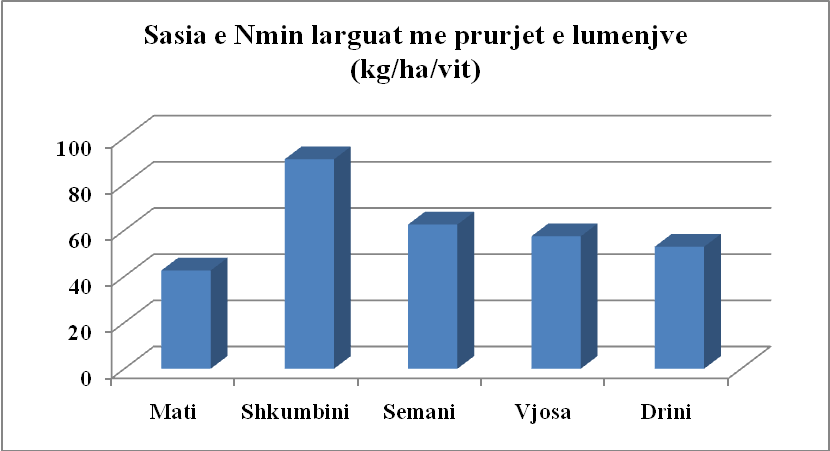 Sasia e Nmin larguat me prurjet e lumenjve
(kg/ha/vit)
100
80
60
40
20
0
Mati Shkumbini Semani Vjosa Drini